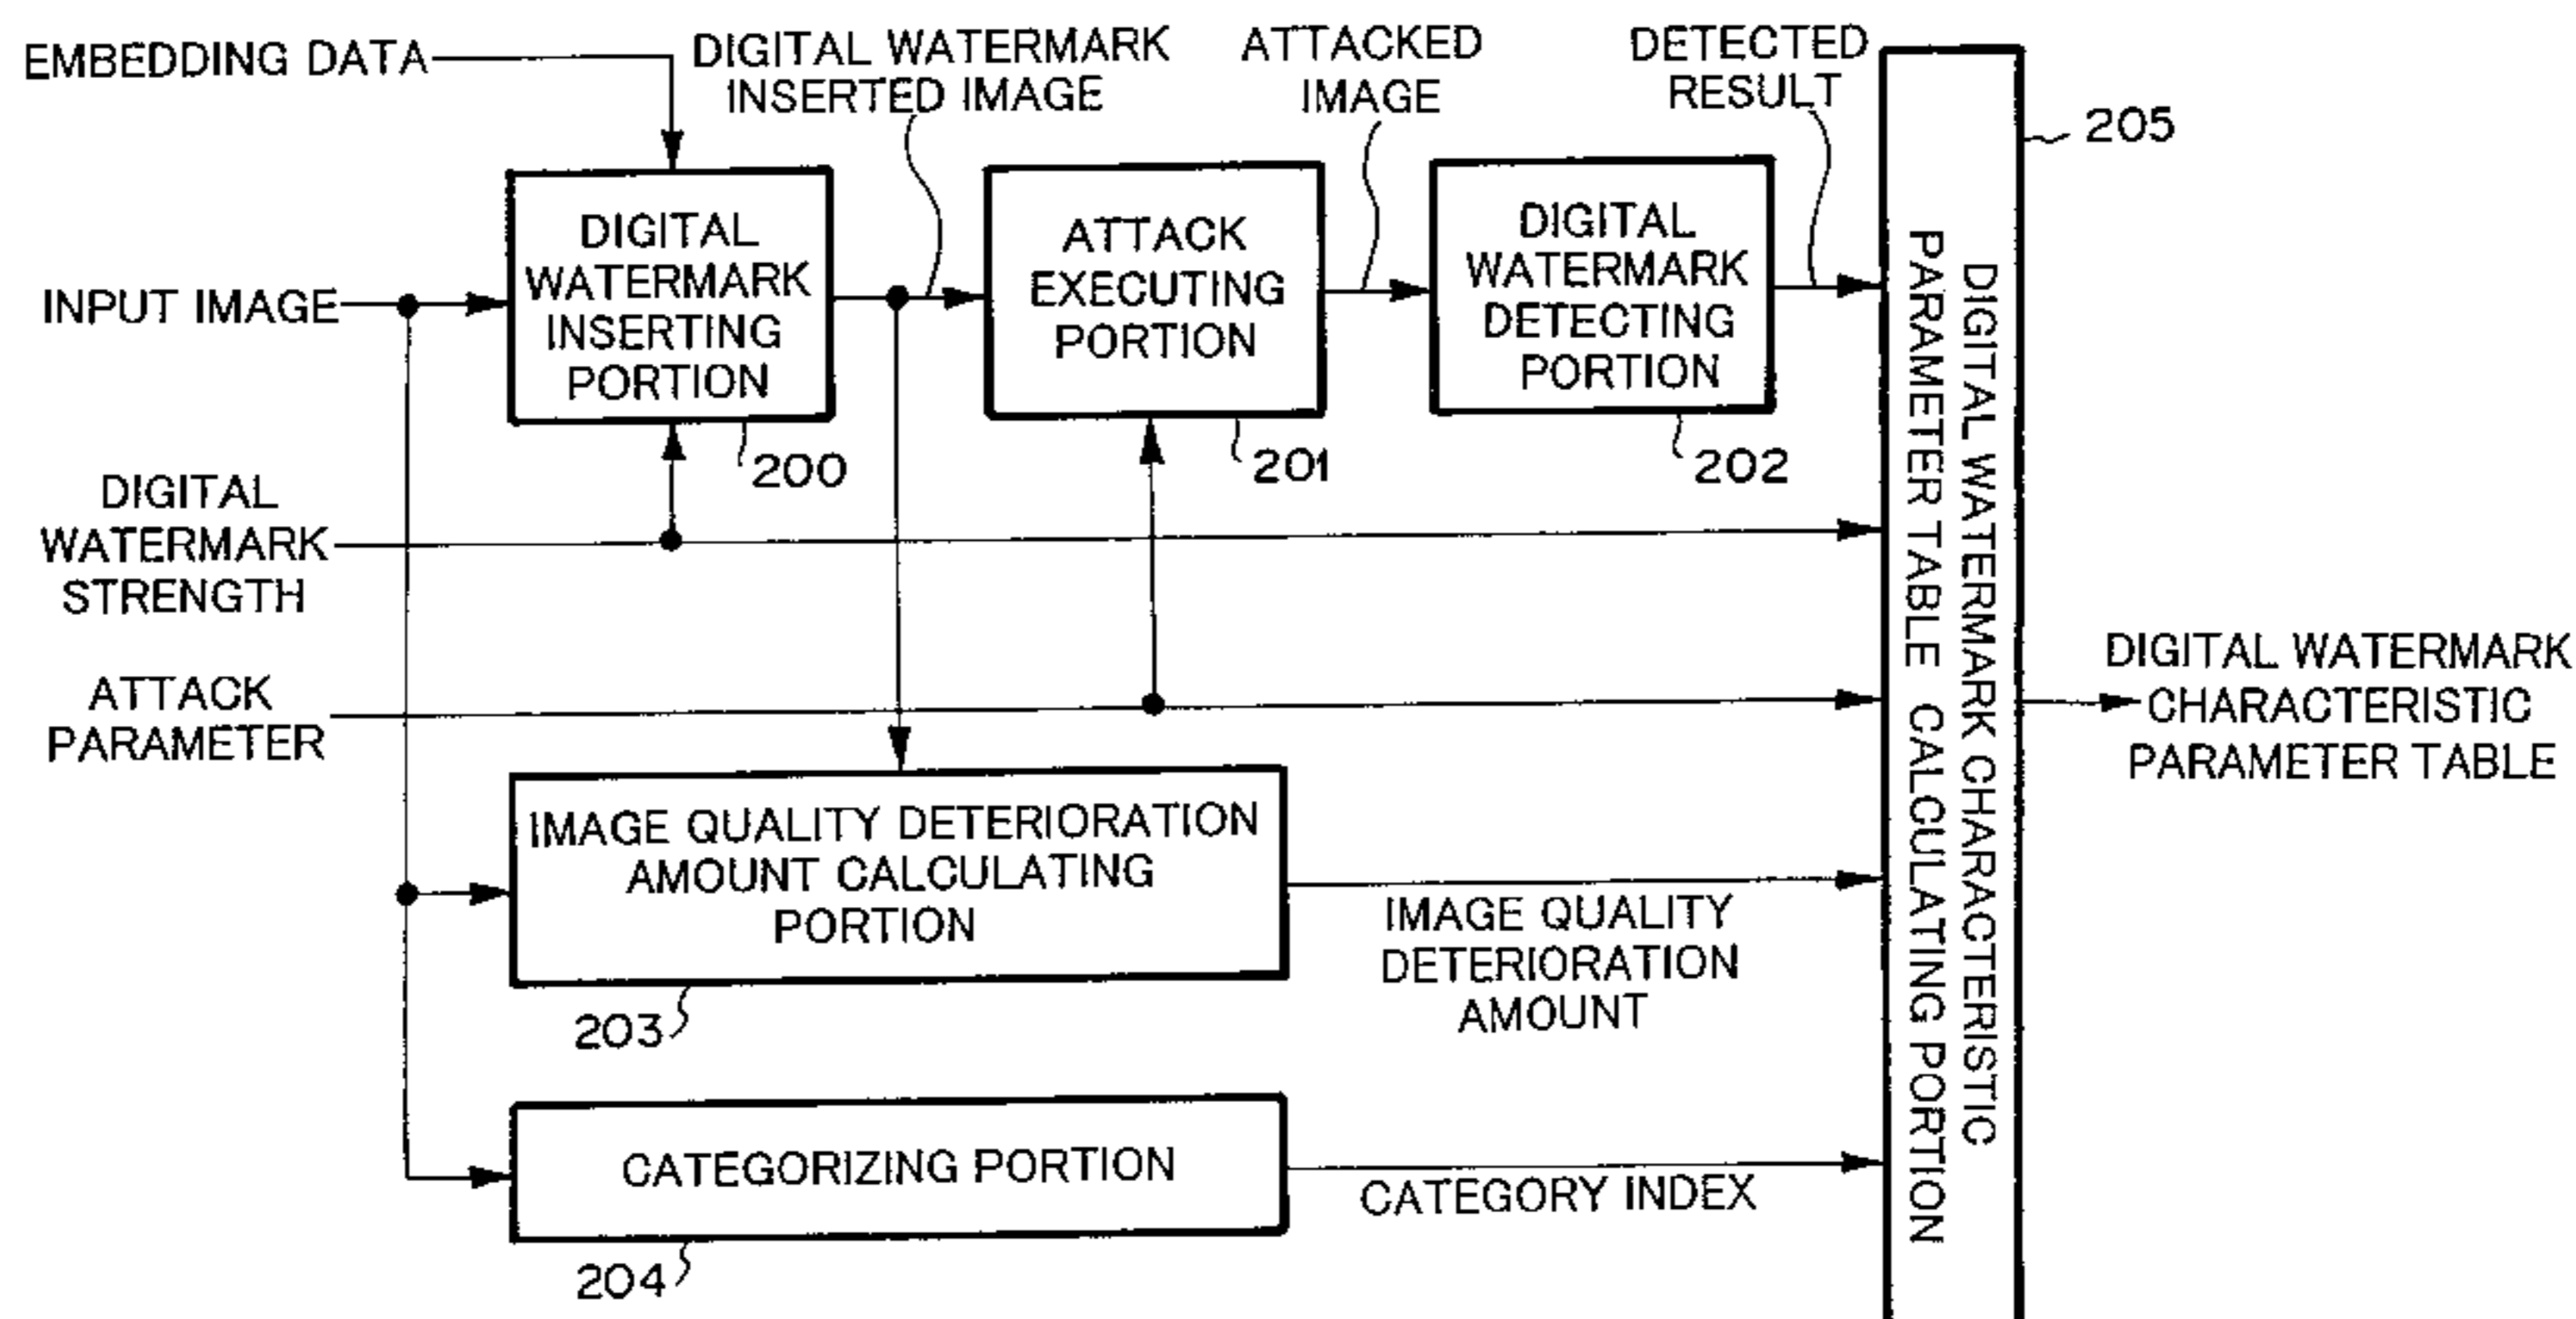 EMBEDDING DATA
DIGITAL WATERMARK
INSERTED IMAGE
ATTACKED
IMAGE
DETECTED
RESULT
205
INPUT IMAGE
DIGITAL
WATERMARK
INSERTING
PORTION
200
ATTACK
EXECUTING
PORTION
201
DIGITAL
WATERMARK
DETECTING
PORTION
202
DIGITAL
WATERMARK
STRENGTH
ATTACK
PARAMETER
IMAGE QUALITY DETERIORATION
AMOUNT CALCULATING
PORTION
203
IMAGE QUALITY
DETERIORATION
AMOUNT
CATEGORIZING PORTION
204
CATEGORY INDEX
DIGITAL WATERMARK CHARACTERISTIC
PARAMETER TABLE CALCULATING PORTION
DIGITAL WATERMARK
CHARACTERISTIC
PARAMETER TABLE